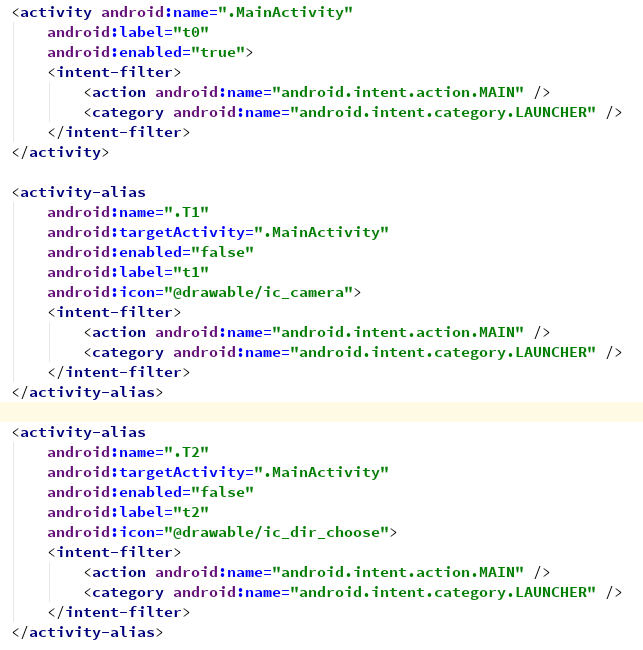 <activity android:name=".MainActivity"
    android:label="t0"
    android:enabled="true">
    <intent-filter>
        <action android:name="android.intent.action.MAIN" />
        <category android:name="android.intent.category.LAUNCHER" />
    </intent-filter>
</activity>

<activity-alias
    android:name=".T1"
    android:targetActivity=".MainActivity"
    android:enabled="false"
    android:label="t1"
    android:icon="@drawable/ic_camera">
    <intent-filter>
        <action android:name="android.intent.action.MAIN" />
        <category android:name="android.intent.category.LAUNCHER" />
    </intent-filter>
</activity-alias>

<activity-alias
    android:name=".T2"
    android:targetActivity=".MainActivity"
    android:enabled="false"
    android:label="t2"
    android:icon="@drawable/ic_dir_choose">
    <intent-filter>
        <action android:name="android.intent.action.MAIN" />
        <category android:name="android.intent.category.LAUNCHER" />
    </intent-filter>
</activity-alias>